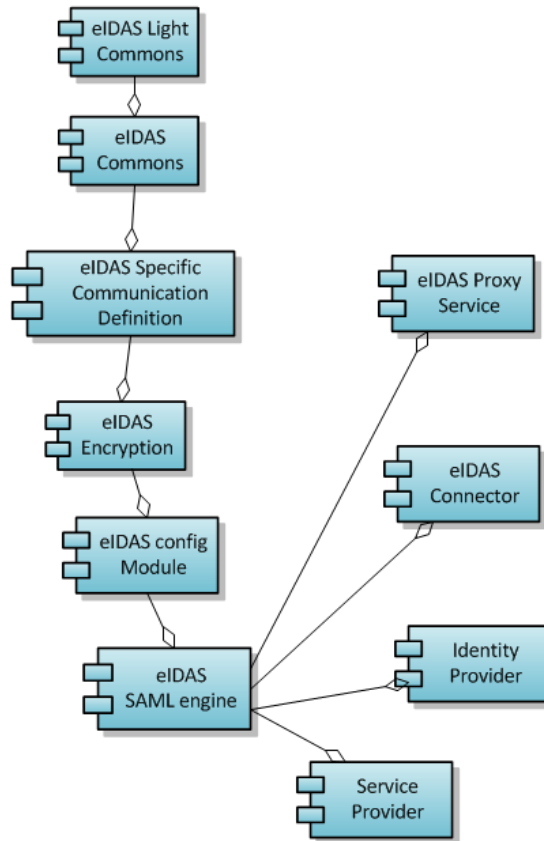 eIDAS Light
Commons
eIDAS
Commons
eIDAS Specific
Communication
Definition
eIDAS Proxy
Service
eIDAS
Encryption
eIDAS
Connector
eIDAS config
Module
eIDAS
SAML engine
Identity
Provider
Service
Provider